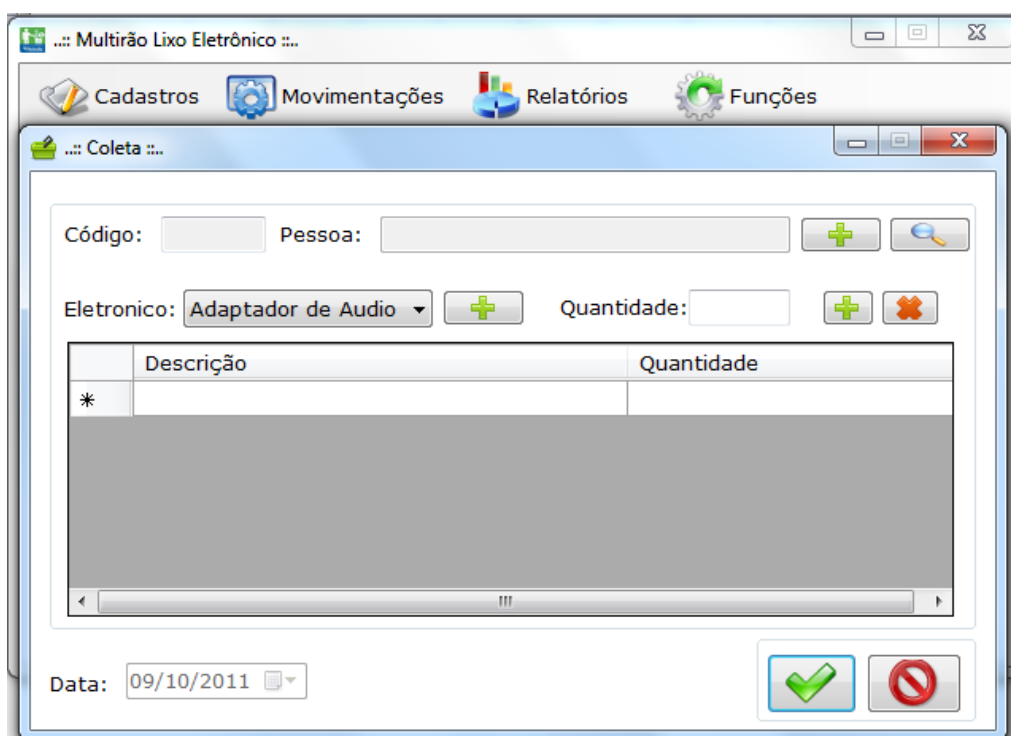 ..:: Multirão Lixo Eletrônico ::..
Cadastros Movimentações Relatórios Funções
..:: Coleta ::..
Código: Pessoa:
Eletronico: Adaptador de Audio Quantidade:
Descrição Quantidade
Data: 09/10/2011